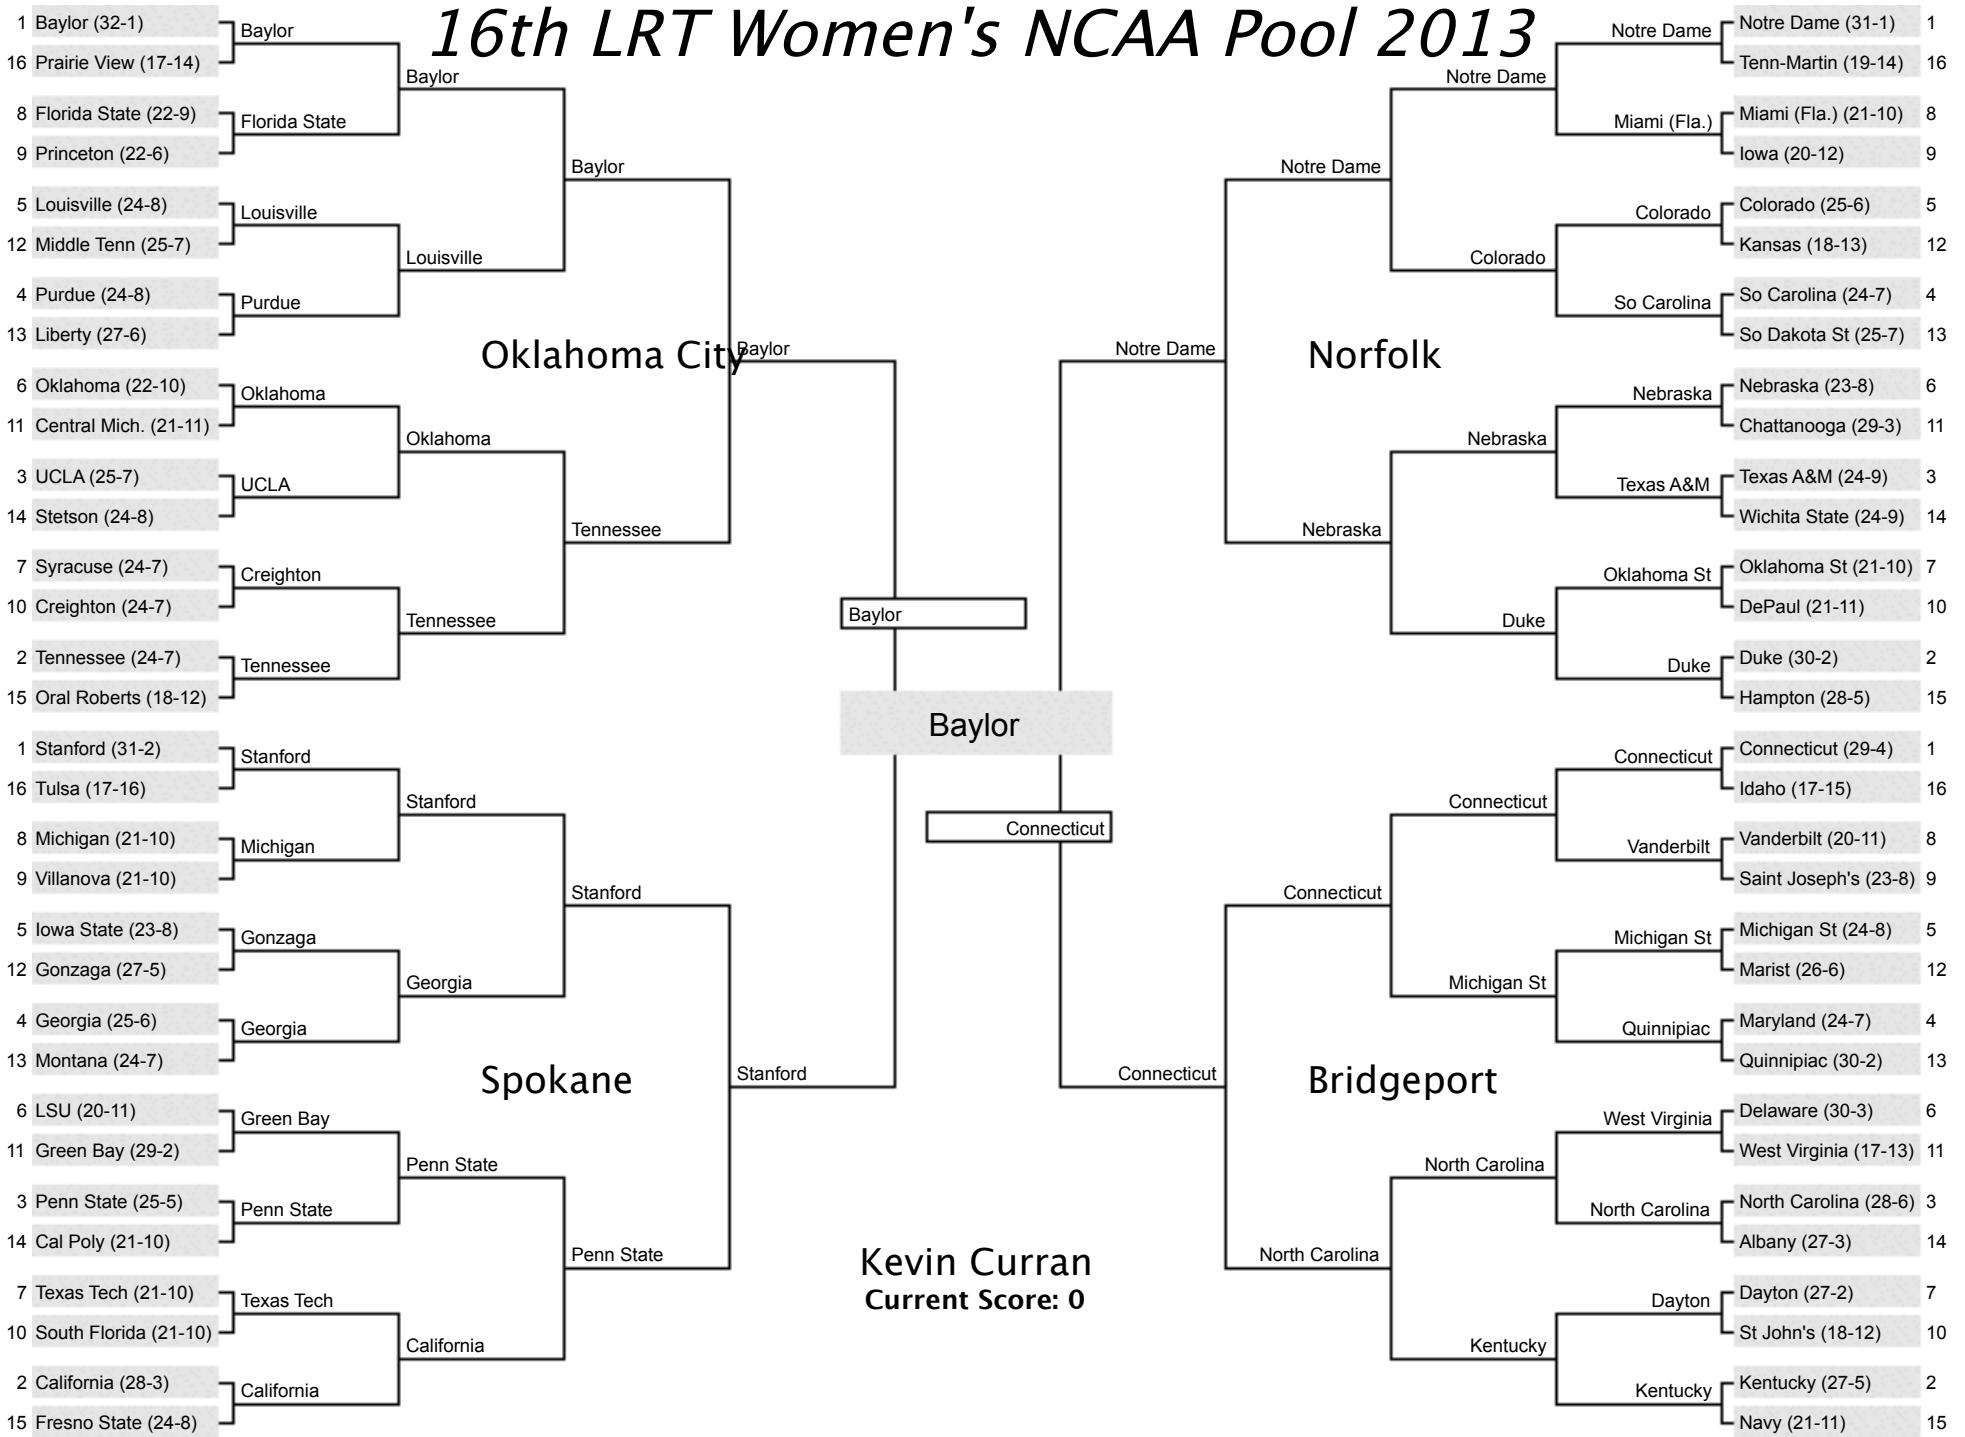 16th LRT Women's NCAA Pool 2013
1 Baylor (32-1)
16 Prairie View (17-14)
8 Florida State (22-9)
9 Princeton (22-6)
5 Louisville (24-8)
12 Middle Tenn (25-7)
4 Purdue (24-8)
13 Liberty (27-6)
6 Oklahoma (22-10)
11 Central Mich. (21-11)
3 UCLA (25-7)
14 Stetson (24-8)
7 Syracuse (24-7)
10 Creighton (24-7)
2 Tennessee (24-7)
15 Oral Roberts (18-12)
Baylor
Florida State
Louisville
Purdue
Oklahoma
UCLA
Creighton
Tennessee
Baylor
Louisville
Oklahoma
Tennessee
Baylor
Tennessee
Oklahoma City
Baylor
1 Stanford (31-2)
16 Tulsa (17-16)
8 Michigan (21-10)
9 Villanova (21-10)
5 Iowa State (23-8)
12 Gonzaga (27-5)
4 Georgia (25-6)
13 Montana (24-7)
6 LSU (20-11)
11 Green Bay (29-2)
3 Penn State (25-5)
14 Cal Poly (21-10)
7 Texas Tech (21-10)
10 South Florida (21-10)
2 California (28-3)
15 Fresno State (24-8)
Stanford
Michigan
Gonzaga
Georgia
Green Bay
Penn State
Texas Tech
California
Stanford
Georgia
Penn State
California
Stanford
Penn State
Spokane
Stanford
Baylor
Baylor
Connecticut
Kevin Curran
Current Score: 0
Notre Dame (31-1) 1
Tenn-Martin (19-14) 16
Miami (Fla.) (21-10) 8
Iowa (20-12) 9
Colorado (25-6) 5
Kansas (18-13) 12
So Carolina (24-7) 4
So Dakota St (25-7) 13
Nebraska (23-8) 6
Chattanooga (29-3) 11
Texas A&M (24-9) 3
Wichita State (24-9) 14
Oklahoma St (21-10) 7
DePaul (21-11) 10
Duke (30-2) 2
Hampton (28-5) 15
Notre Dame
Miami (Fla.)
Colorado
So Carolina
Nebraska
Texas A&M
Oklahoma St
Duke
Notre Dame
Colorado
Nebraska
Duke
Notre Dame
Nebraska
Norfolk
Notre Dame
Connecticut (29-4) 1
Idaho (17-15) 16
Vanderbilt (20-11) 8
Saint Joseph's (23-8) 9
Michigan St (24-8) 5
Marist (26-6) 12
Maryland (24-7) 4
Quinnipiac (30-2) 13
Delaware (30-3) 6
West Virginia (17-13) 11
North Carolina (28-6) 3
Albany (27-3) 14
Dayton (27-2) 7
St John's (18-12) 10
Kentucky (27-5) 2
Navy (21-11) 15
Connecticut
Vanderbilt
Michigan St
Quinnipiac
West Virginia
North Carolina
Dayton
Kentucky
Connecticut
Michigan St
North Carolina
Kentucky
Connecticut
North Carolina
Bridgeport
Connecticut